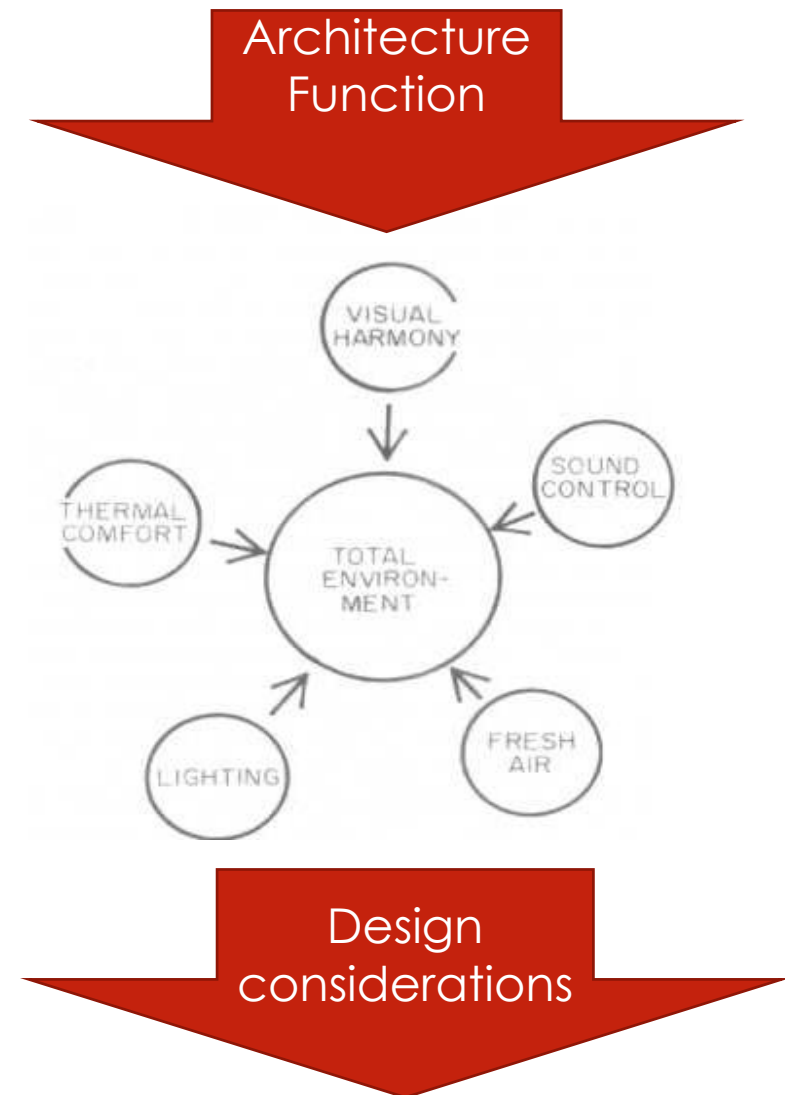 Architecture
Function
VISUAL
HARMONY
SOUND
CONTROL
THERMAL
COMFORT
TOTAL
ENVIRON-
MENT
FRESH
AIR
LIGHTING
Design
considerations